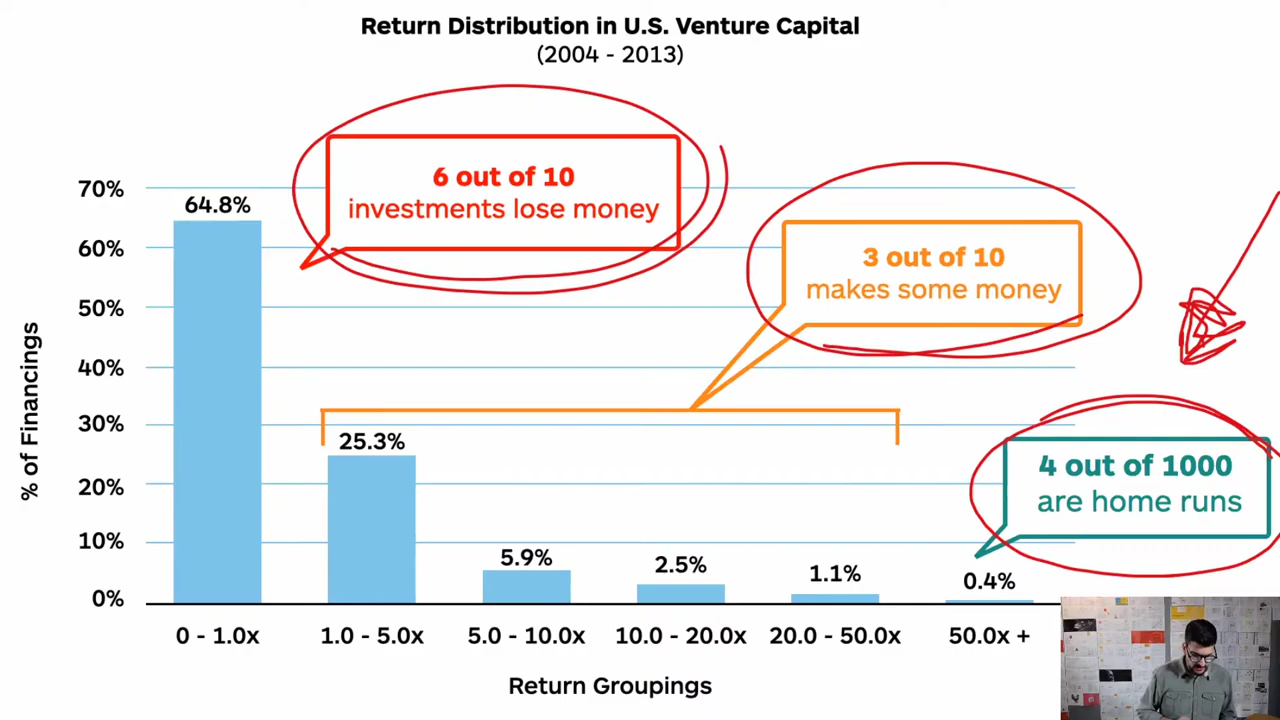 Return Distribution in U.S. Venture Capital
(2004 - 2013)
6 out of 10
investments lose money
3 out of 10
makes some money
4 out of 1000
are home runs
% of Financings
70%
60%
50%
40%
30%
20%
10%
0%
64.8%
25.3%
5.9%
2.5%
1.1%
0.4%
0 - 1.0x
1.0 - 5.0x
5.0 - 10.0x
10.0 - 20.0x
20.0 - 50.0x
50.0x +
Return Groupings